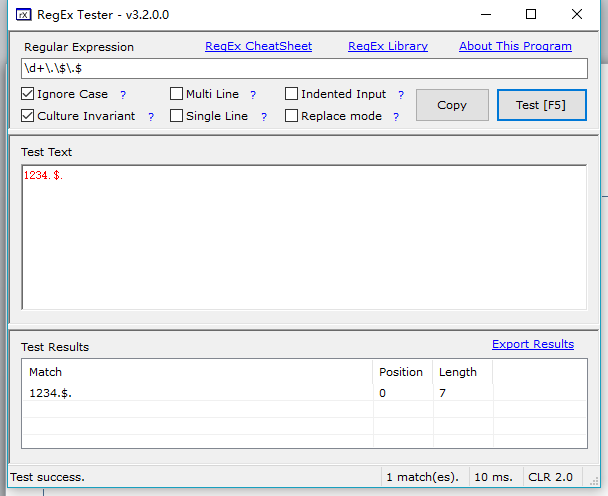 rX RegEx Tester - v3.2.0.0
Regular Expression RegEx CheatSheet RegEx Library About This Program
\d+\.\$\.$
Ignore Case ? Multi Line ? Indented Input ? Copy Test [F5]
Culture Invariant ? Single Line ? Replace mode ?
Test Text
1234.$.
Test Results Export Results
Match Position Length
1234.$. 0 7
Test success. 1 match(es). 10 ms. CLR 2.0